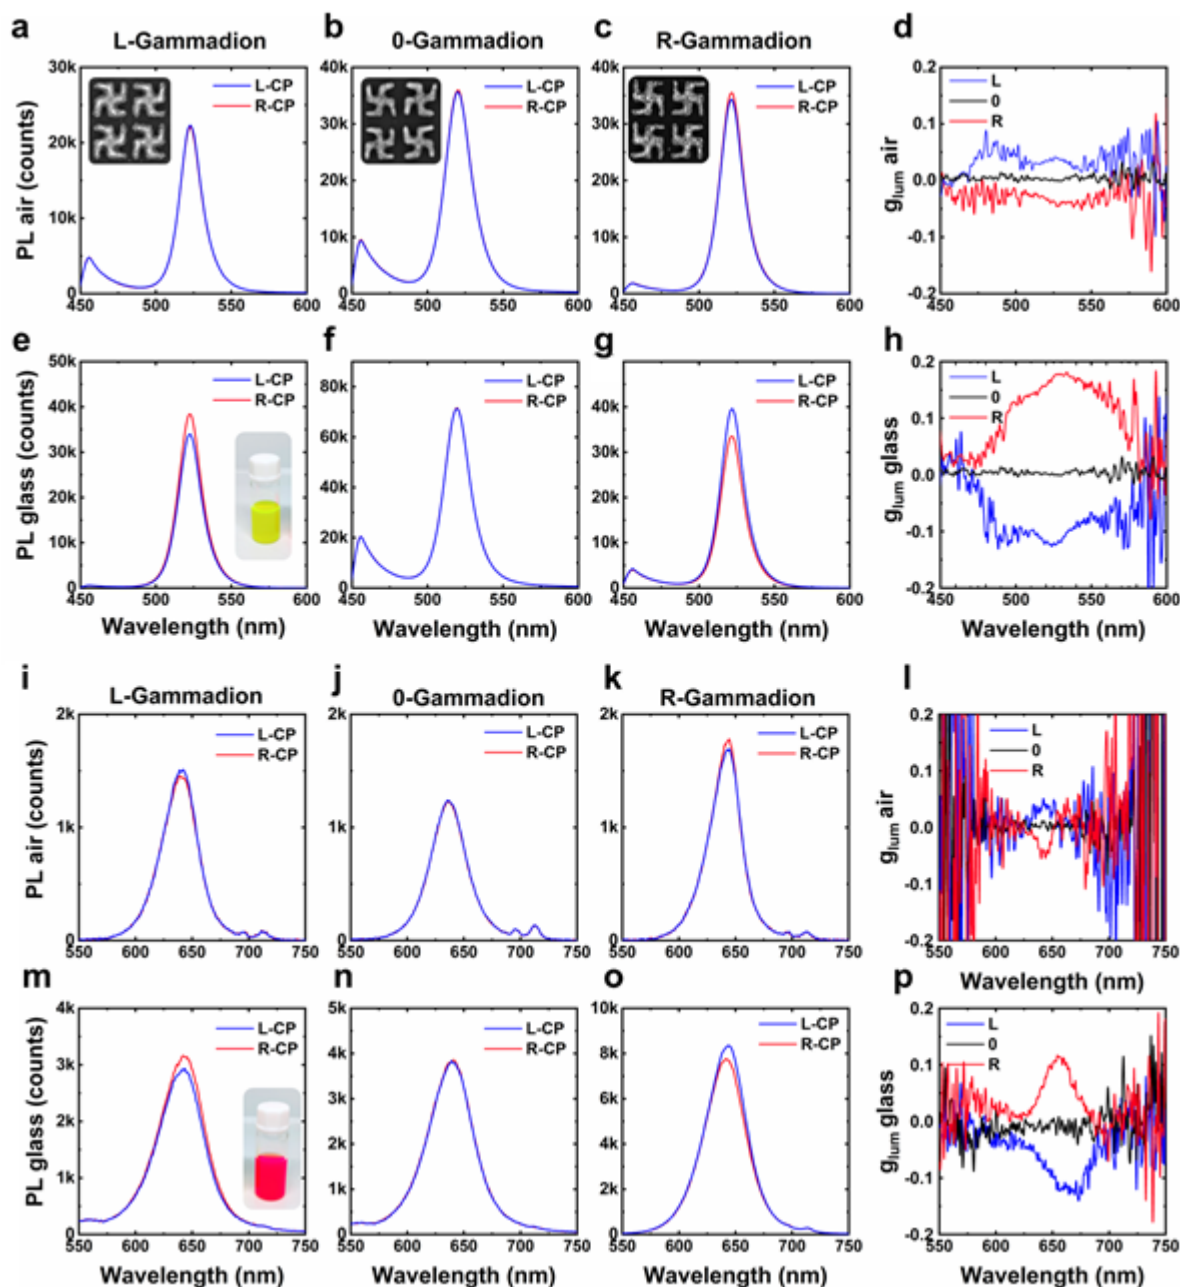 a L-Gammadion b 0-Gammadion c R-Gammadion d
PL air (counts)
30k
20k
10k
0
L-CP
R-CP
450 500 550 600
40k
30k
20k
10k
0
L-CP
R-CP
450 500 550 600
40k
30k
20k
10k
0
L-CP
R-CP
450 500 550 600
glum air
0.2
0.1
0.0
-0.1
-0.2
L
0
R
450 500 550 600
e f g h
PL glass (counts)
50k
40k
30k
20k
10k
0
L-CP
R-CP
450 500 550 600
Wavelength (nm)
80k
60k
40k
20k
0
L-CP
R-CP
450 500 550 600
Wavelength (nm)
40k
30k
20k
10k
0
L-CP
R-CP
450 500 550 600
Wavelength (nm)
glum glass
0.2
0.1
0.0
-0.1
-0.2
L
0
R
450 500 550 600
Wavelength (nm)
i L-Gammadion j 0-Gammadion k R-Gammadion l
PL air (counts)
2k
1k
0
L-CP
R-CP
550 600 650 700 750
2k
1k
0
L-CP
R-CP
550 600 650 700 750
2k
1k
0
L-CP
R-CP
550 600 650 700 750
glum air
0.2
0.1
0.0
-0.1
-0.2
L
0
R
550 600 650 700 750
Wavelength (nm)
m n o p
PL glass (counts)
4k
3k
2k
1k
0
L-CP
R-CP
550 600 650 700 750
Wavelength (nm)
5k
4k
3k
2k
1k
0
L-CP
R-CP
550 600 650 700 750
Wavelength (nm)
10k
8k
6k
4k
2k
0
L-CP
R-CP
550 600 650 700 750
Wavelength (nm)
glum glass
0.2
0.1
0.0
-0.1
-0.2
L
0
R
550 600 650 700 750
Wavelength (nm)